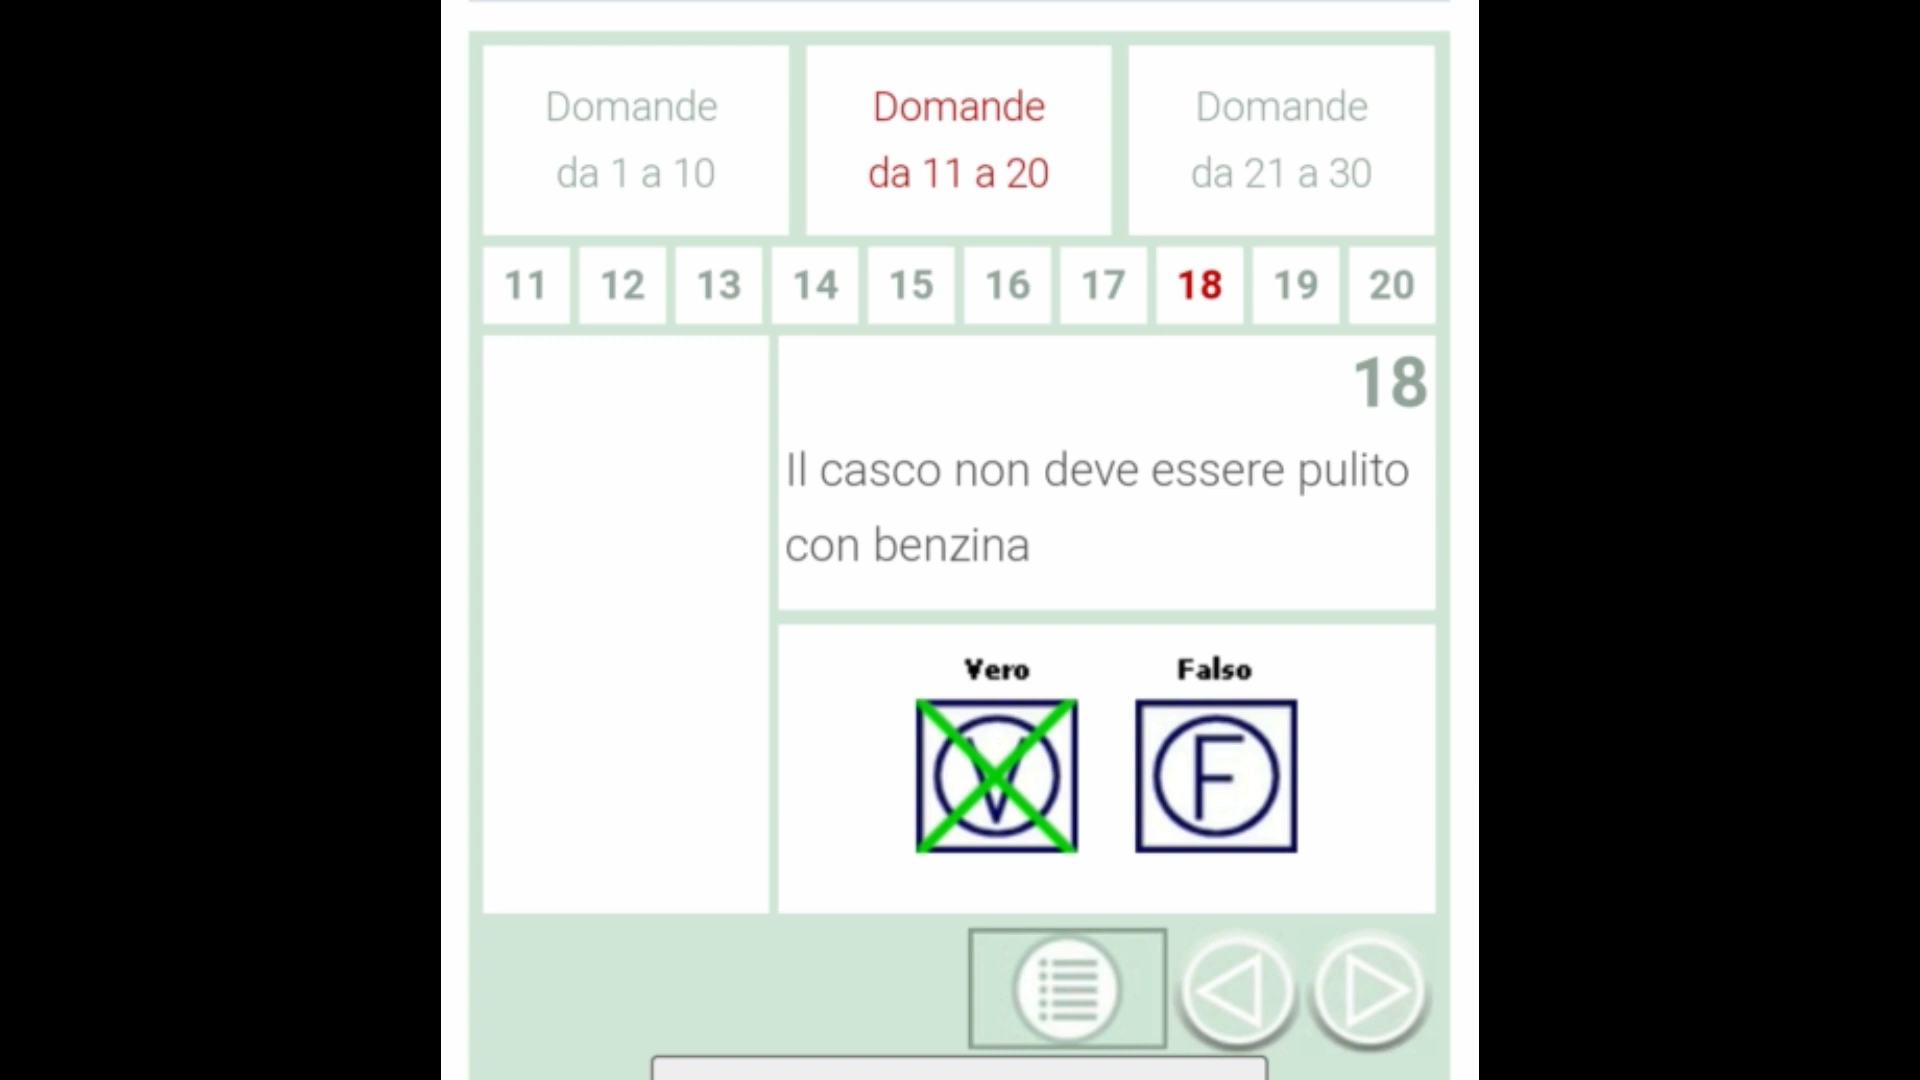 Domande
da 1 a 10
Domande
da 11 a 20
Domande
da 21 a 30
11 12 13 14 15 16 17 18 19 20
18
Il casco non deve essere pulito
con benzina
Vero Falso
V F